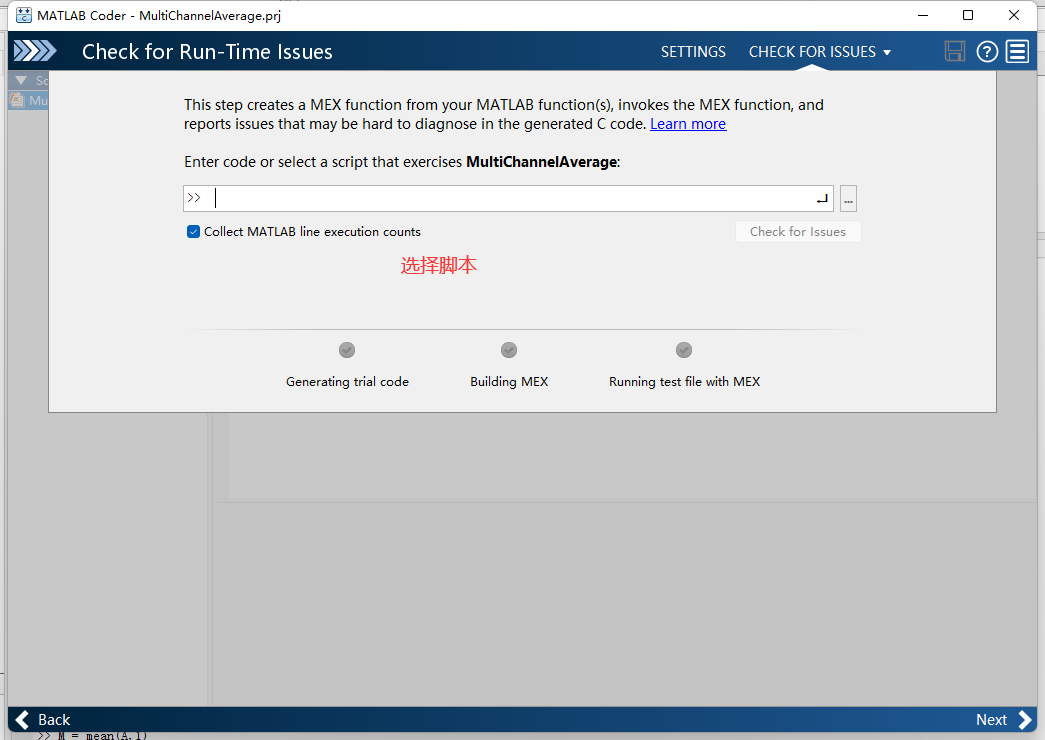 MATLAB Coder - MultiChannelAverage.prj
Check for Run-Time Issues
SETTINGS
CHECK FOR ISSUES
Sc
Mu
This step creates a MEX function from your MATLAB function(s), invokes the MEX function, and
reports issues that may be hard to diagnose in the generated C code. Learn more
Enter code or select a script that exercises MultiChannelAverage:
>>
...
Collect MATLAB line execution counts
Check for Issues
选择脚本
Generating trial code
Building MEX
Running test file with MEX
Back
Next
>> M = mean(A,1)